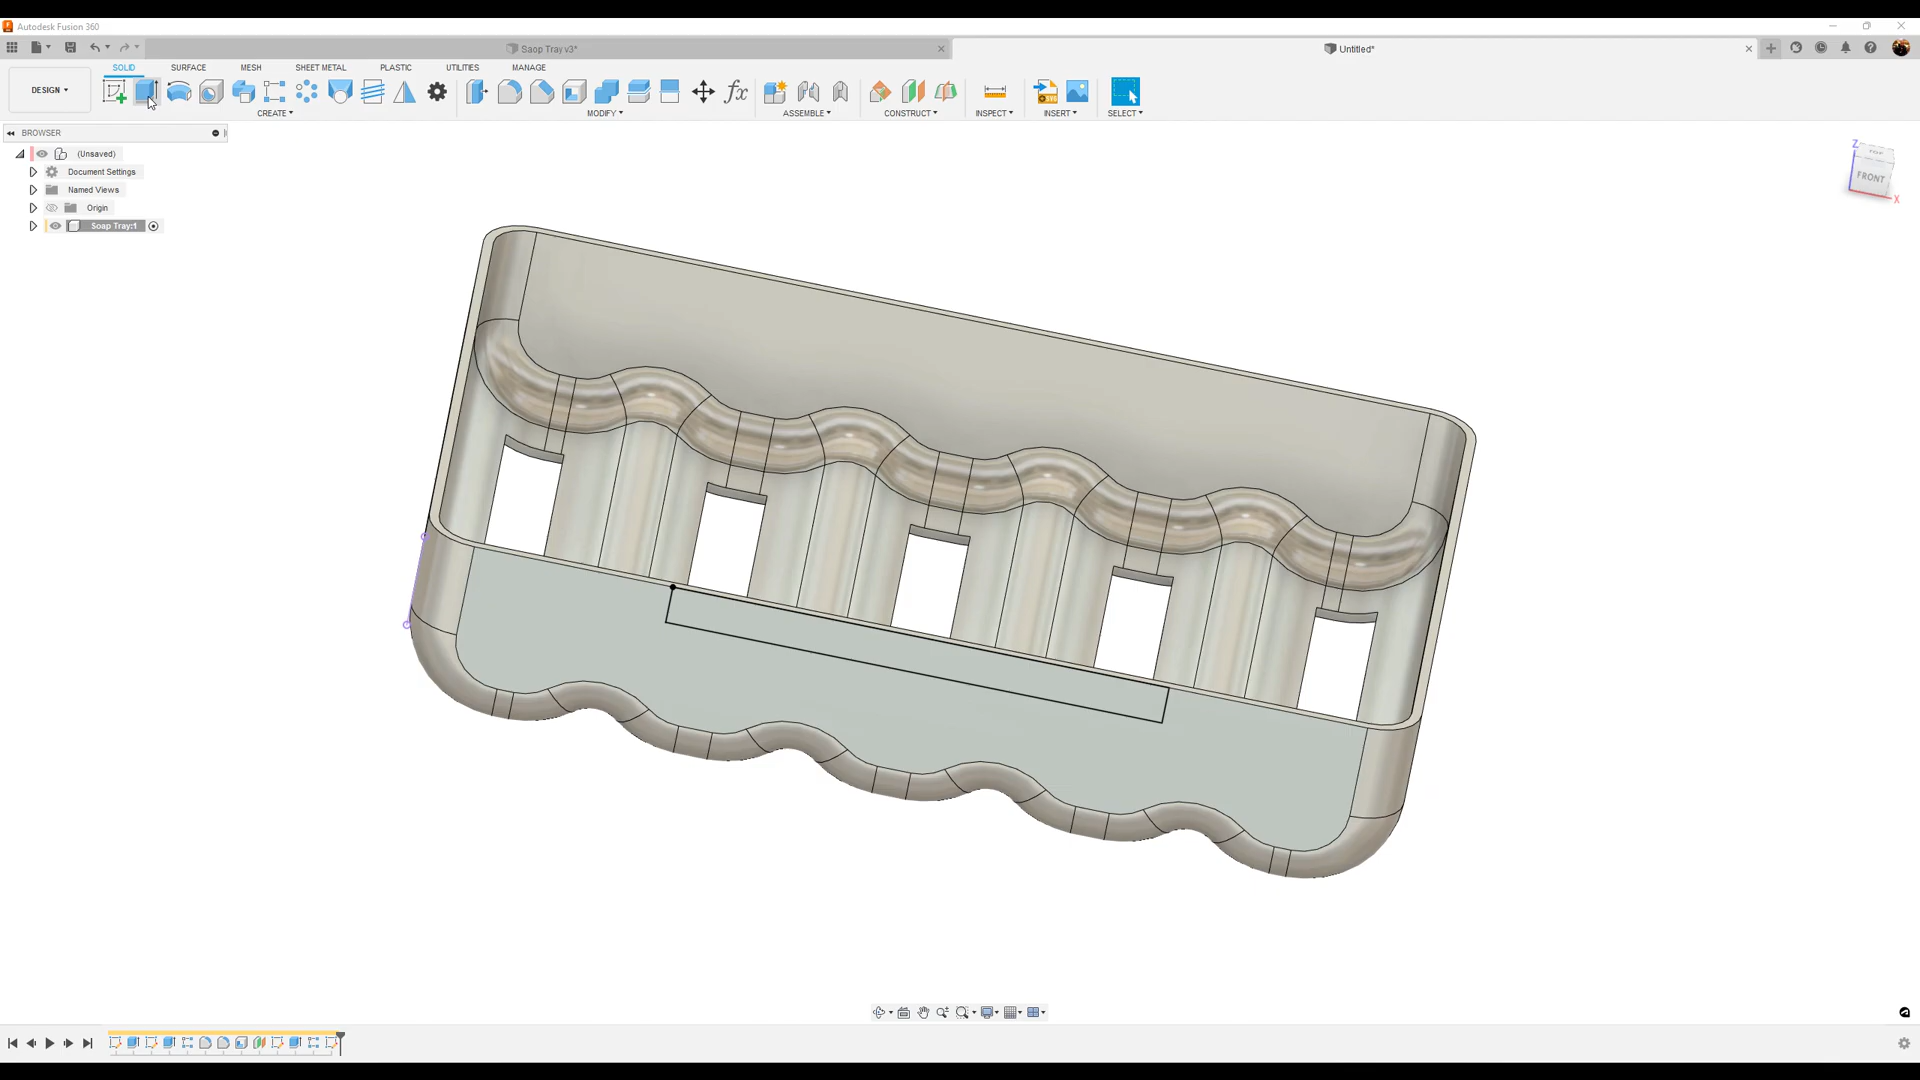 Autodesk Fusion 360
Saop Tray v3*
Untitled*
SOLID SURFACE MESH SHEET METAL PLASTIC UTILITIES MANAGE
DESIGN
CREATE MODIFY ASSEMBLE CONSTRUCT INSPECT INSERT SELECT
BROWSER
(Unsaved)
Document Settings
Named Views
Origin
Soap Tray:1
Z
TOP
FRONT
X